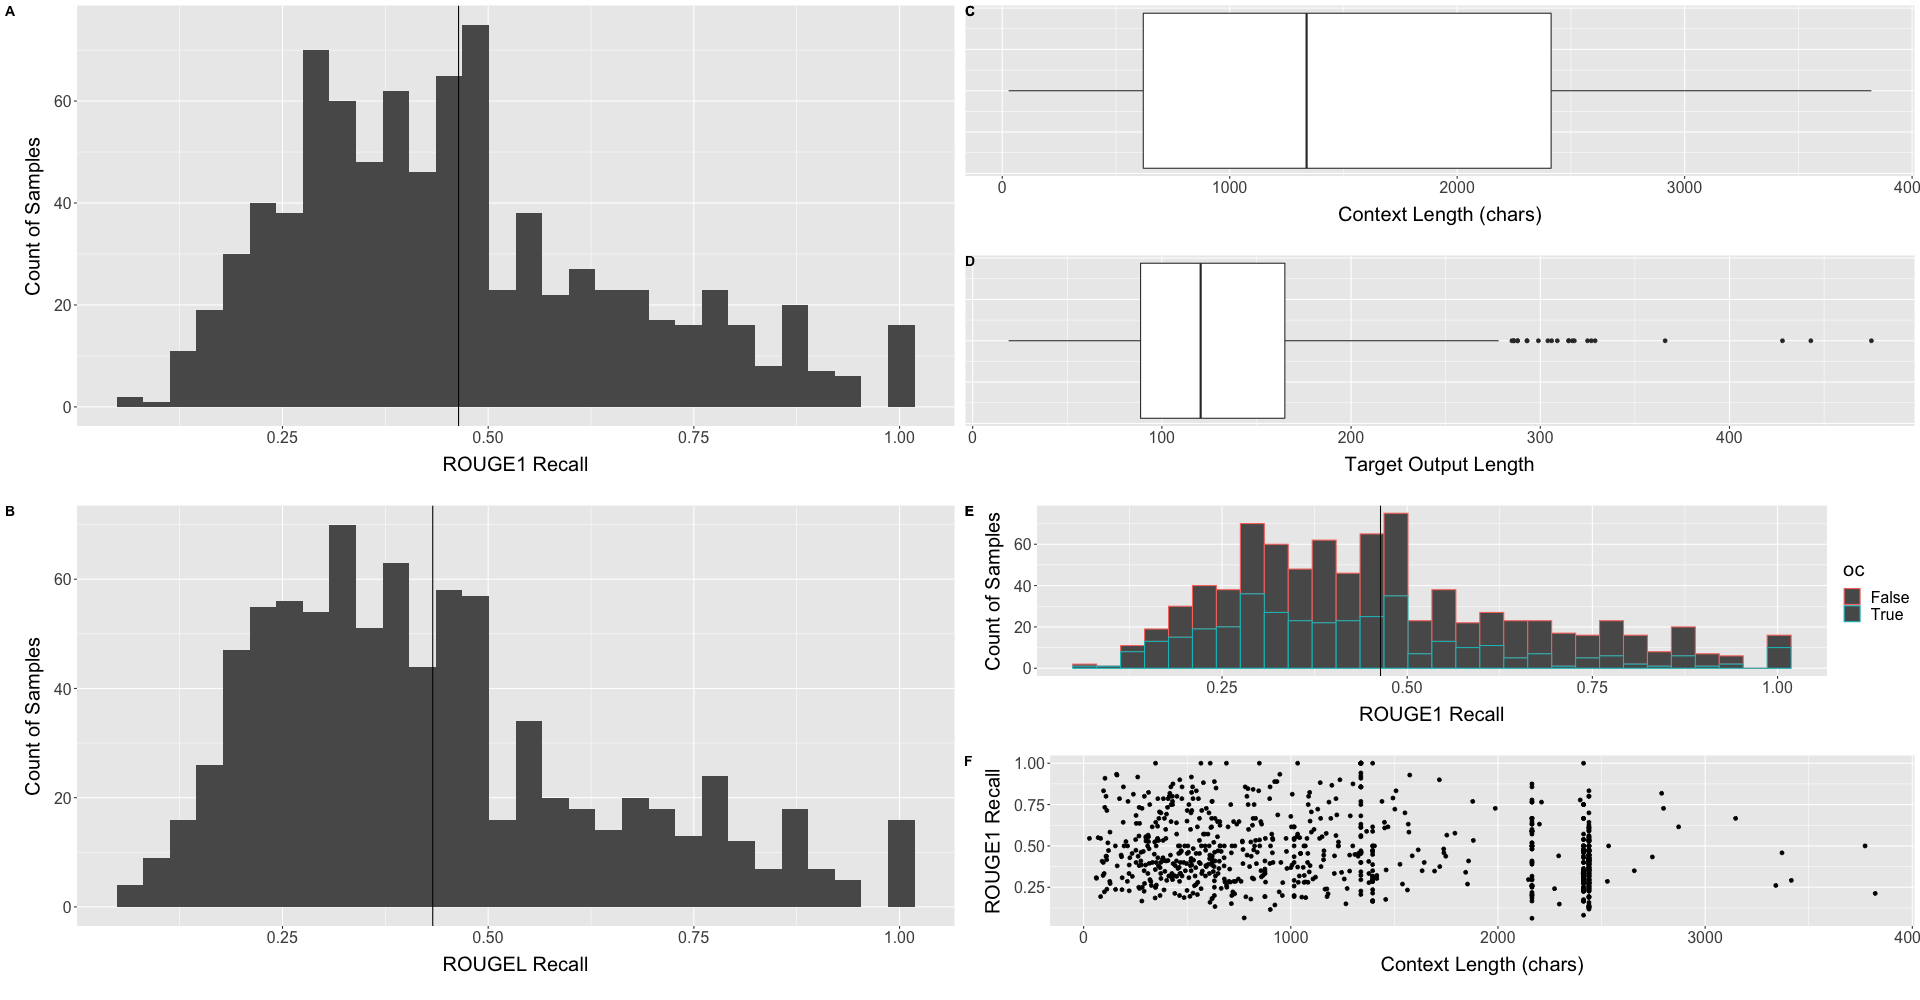 A
60
40
20
0
Count of Samples
0.25 0.50 0.75 1.00
ROUGE1 Recall
B
60
40
20
0
Count of Samples
0.25 0.50 0.75 1.00
ROUGEL Recall
C
0 1000 2000 3000 400
Context Length (chars)
D
0 100 200 300 400
Target Output Length
E
60
40
20
0
Count of Samples
0.25 0.50 0.75 1.00
ROUGE1 Recall
oc
False
True
F
1.00
0.75
0.50
0.25
ROUGE1 Recall
0 1000 2000 3000 400
Context Length (chars)